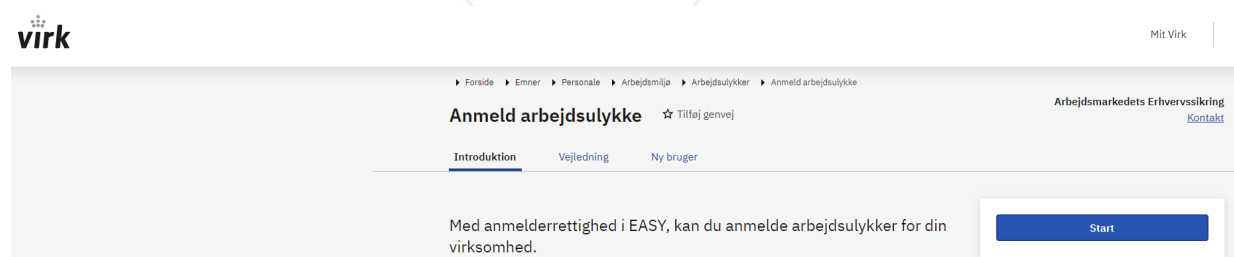 virk
Mit Virk
Forside Emner Personale Arbejdsmiljø Arbejdsulykker Anmeld arbejdsulykke
Anmeld arbejdsulykke Tilføj genvej
Arbejdsmarkedets Erhvervssikring
Kontakt
Introduktion Vejledning Ny bruger
Med anmelderrettighed i EASY, kan du anmelde arbejdsulykker for din
virksomhed.
Start